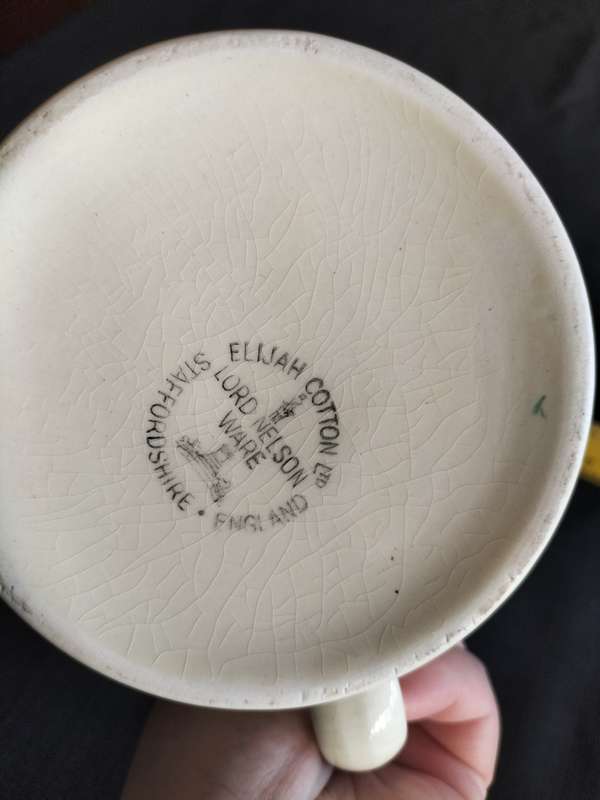 ELIJAH COTTON LTD
LORD NELSON
WARE
STAFFORDSHIRE • ENGLAND